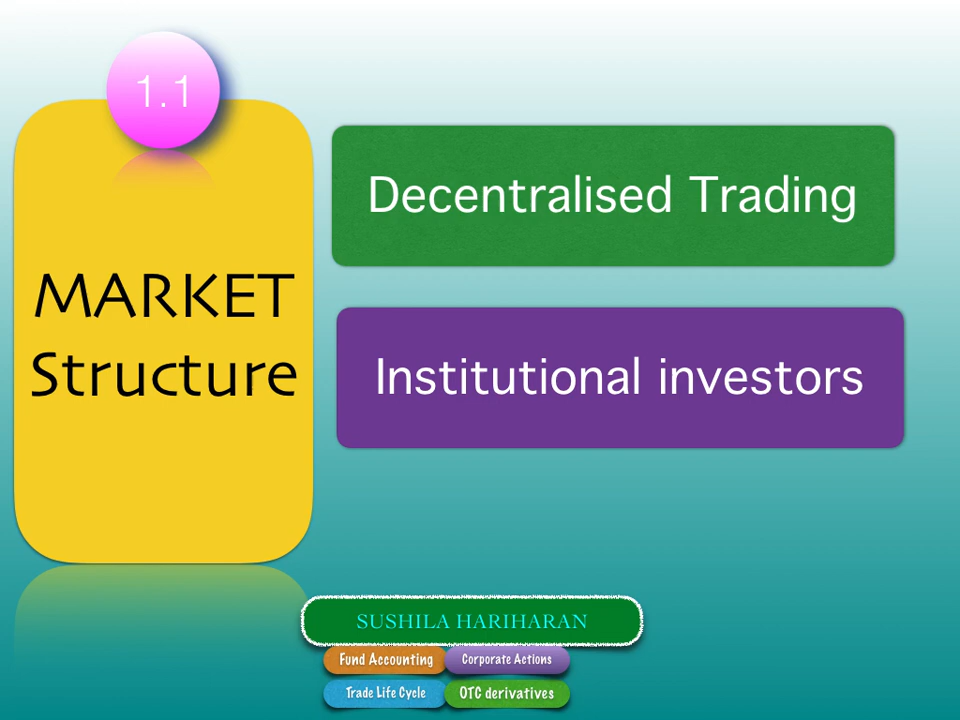 1.1
MARKET
Structure
Decentralised Trading
Institutional investors
SUSHILA HARIHARAN
Fund Accounting
Corporate Actions
Trade Life Cycle
OTC derivatives